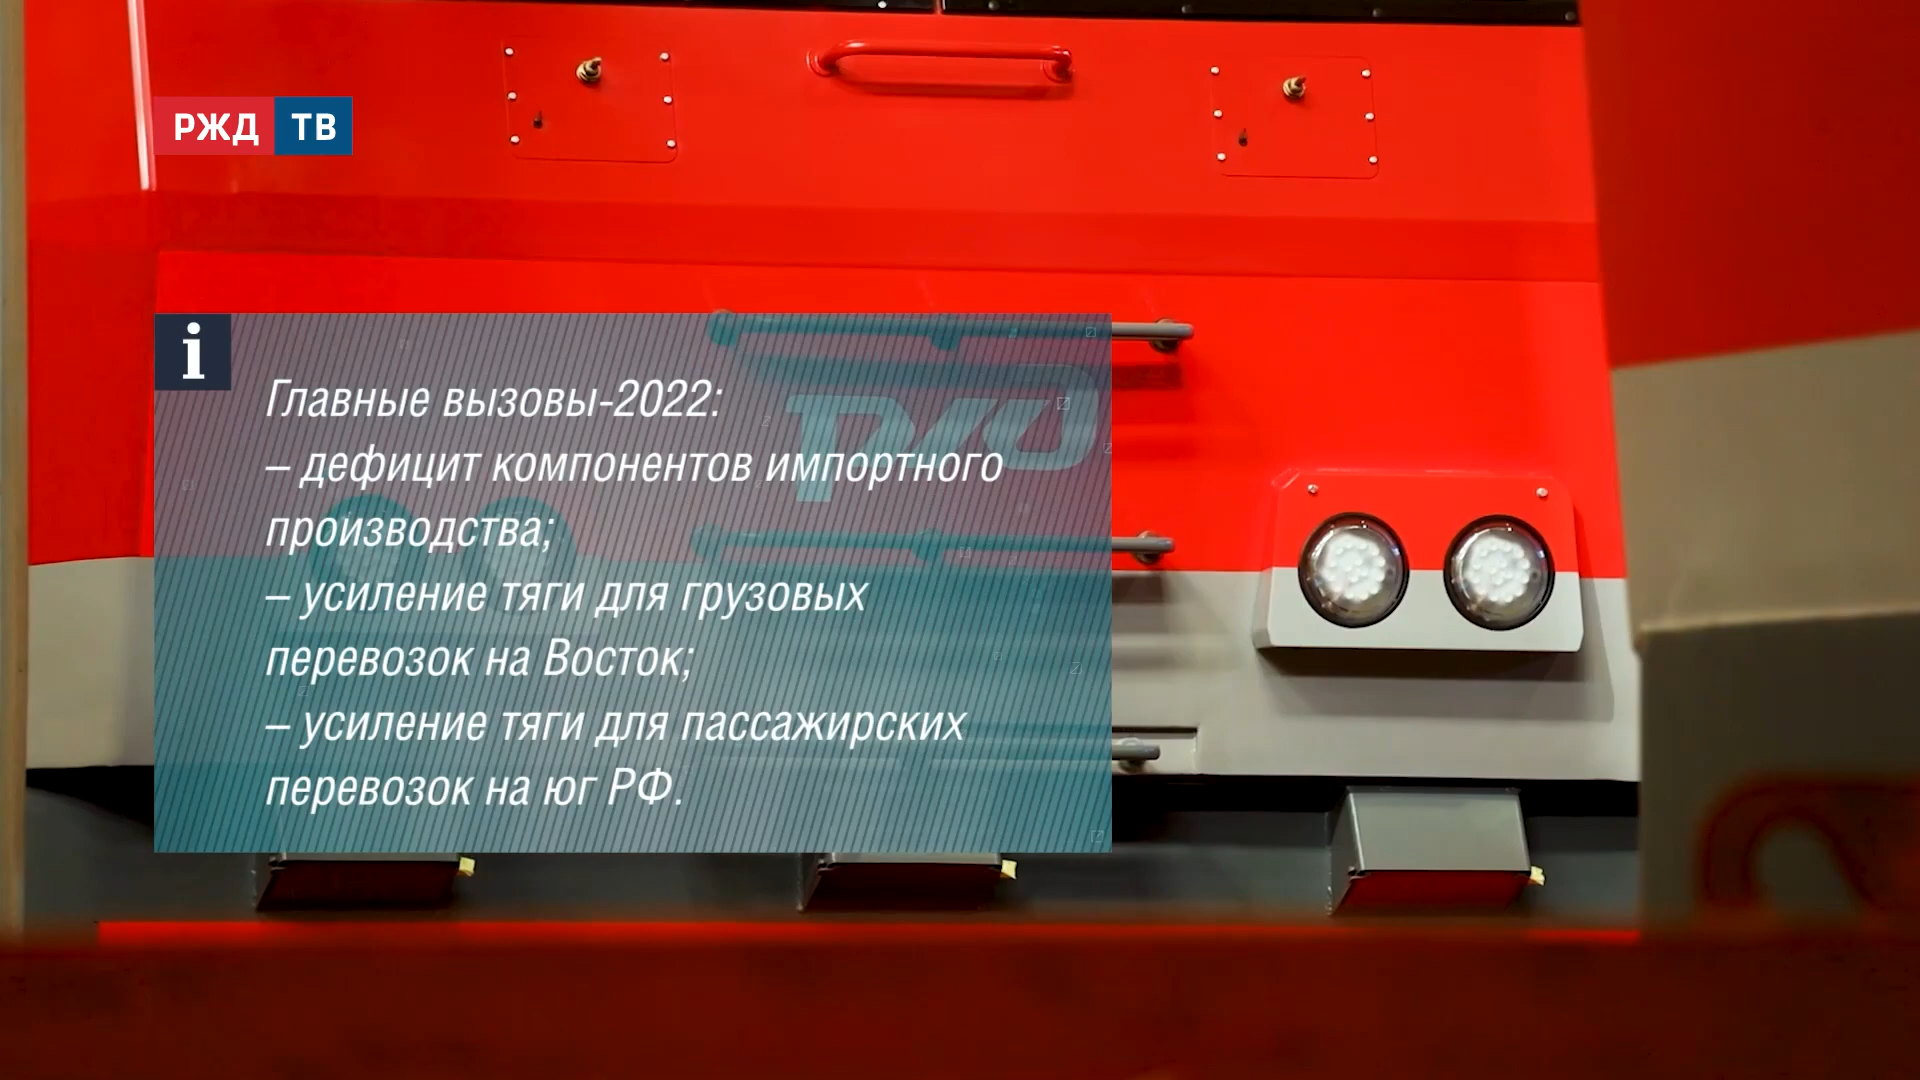 РЖД ТВ
i
Главные вызовы-2022:
– дефицит компонентов импортного
производства;
– усиление тяги для грузовых
перевозок на Восток;
– усиление тяги для пассажирских
перевозок на юг РФ.